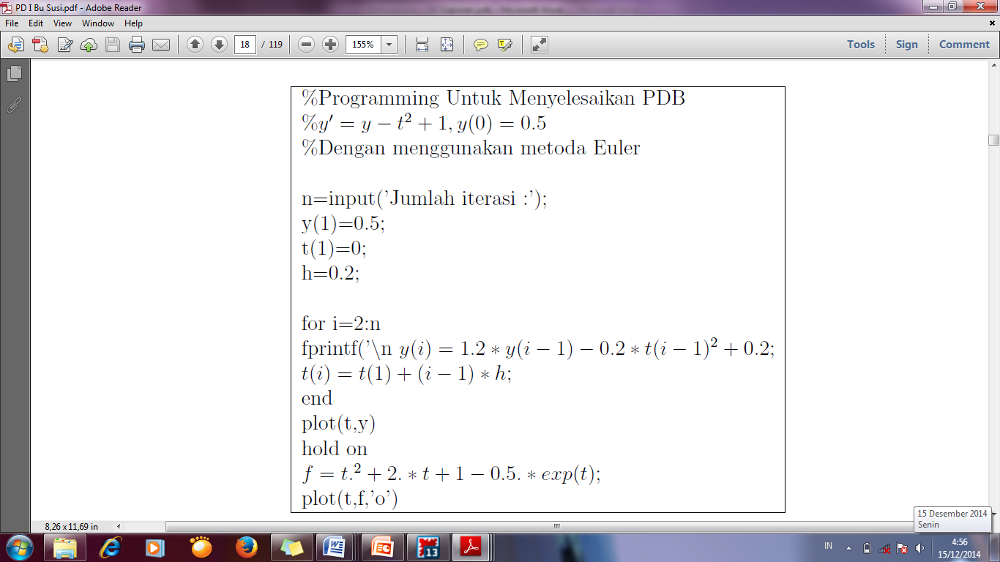 PD I Bu Susi.pdf - Adobe Reader
File Edit View Window Help
18 / 119 155% Tools Sign Comment
%Programming Untuk Menyelesaikan PDB
%y′ = y − t² + 1, y(0) = 0.5
%Dengan menggunakan metoda Euler
n=input('Jumlah iterasi :');
y(1)=0.5;
t(1)=0;
h=0.2;
for i=2:n
fprintf('\n y(i) = 1.2 ∗ y(i − 1) − 0.2 ∗ t(i − 1)² + 0.2;
t(i) = t(1) + (i − 1) ∗ h;
end
plot(t,y)
hold on
f = t.² + 2. ∗ t + 1 − 0.5. ∗ exp(t);
plot(t,f,'o')
8,26 x 11,69 in
15 Desember 2014
Senin
13
IN
4:56
15/12/2014